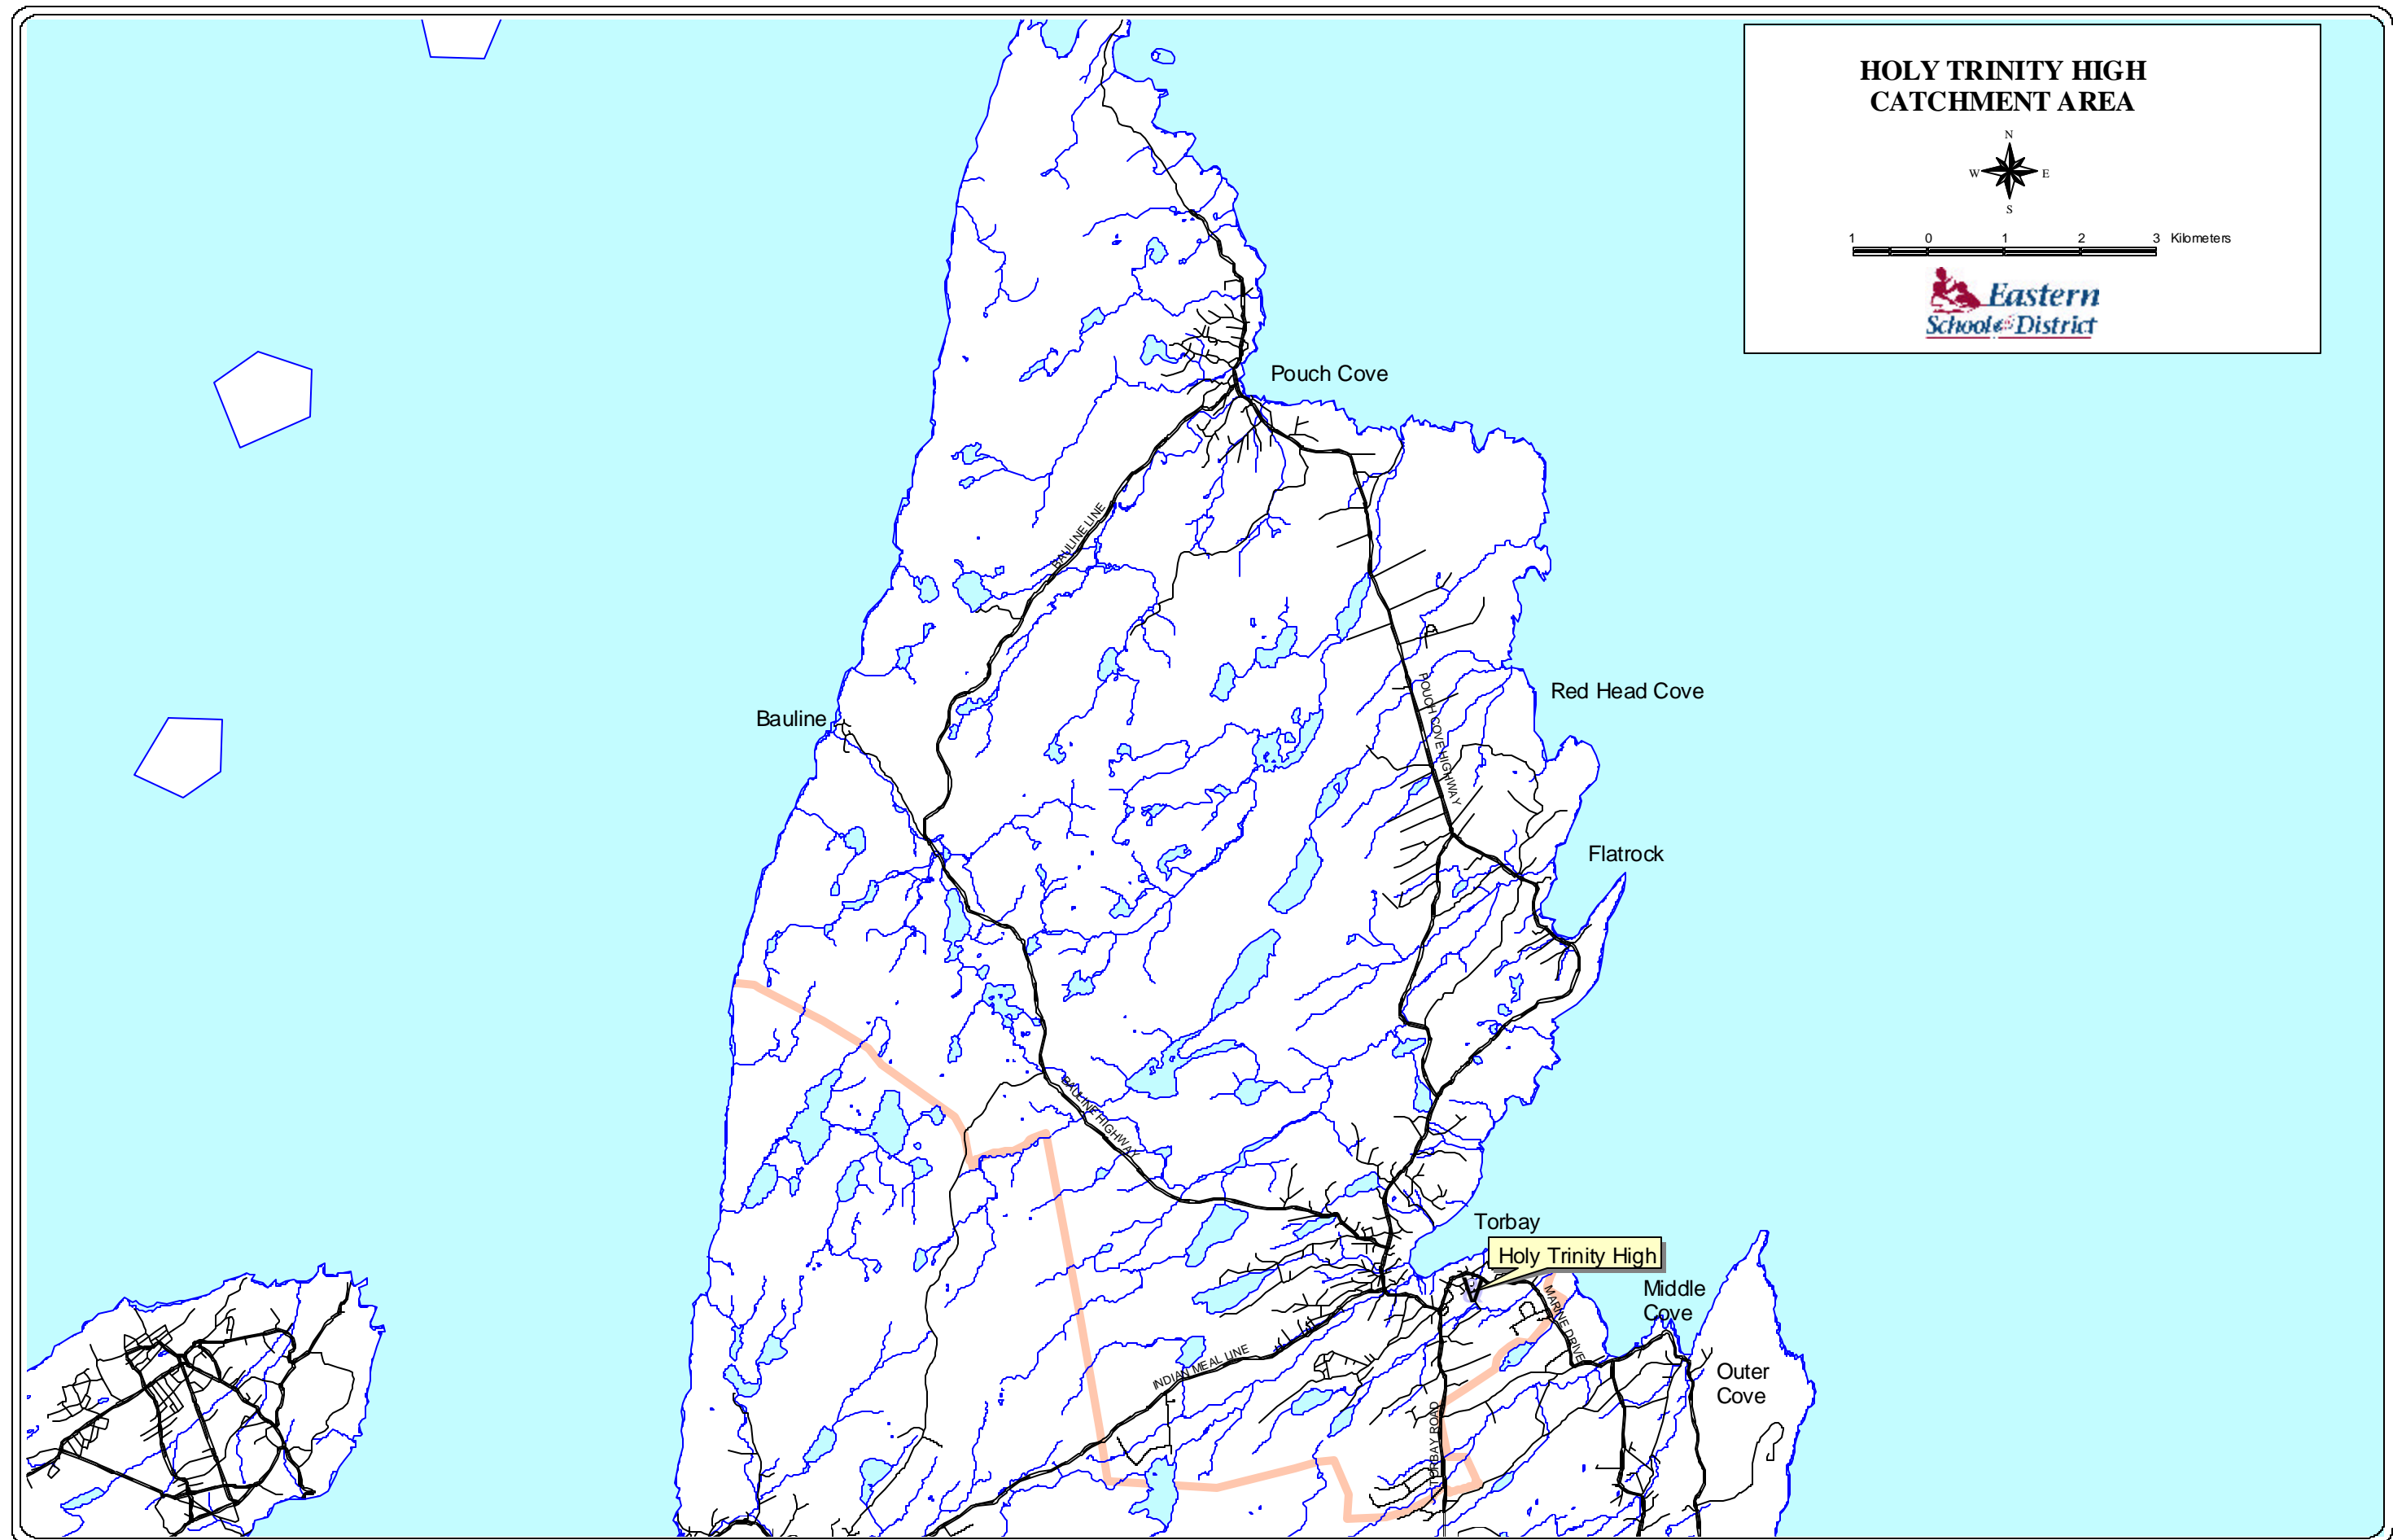 HOLY TRINITY HIGH
CATCHMENT AREA
N
W
E
S
1 0 1 2 3 Kilometers
Eastern
School District
Pouch Cove
BAULINE LINE
POUCH COVE HIGHWAY
Red Head Cove
Bauline
Flatrock
BAULINE HIGHWAY
Torbay
Holy Trinity High
MARINE DRIVE
Middle
Cove
INDIAN MEAL LINE
Outer
Cove
TORBAY ROAD